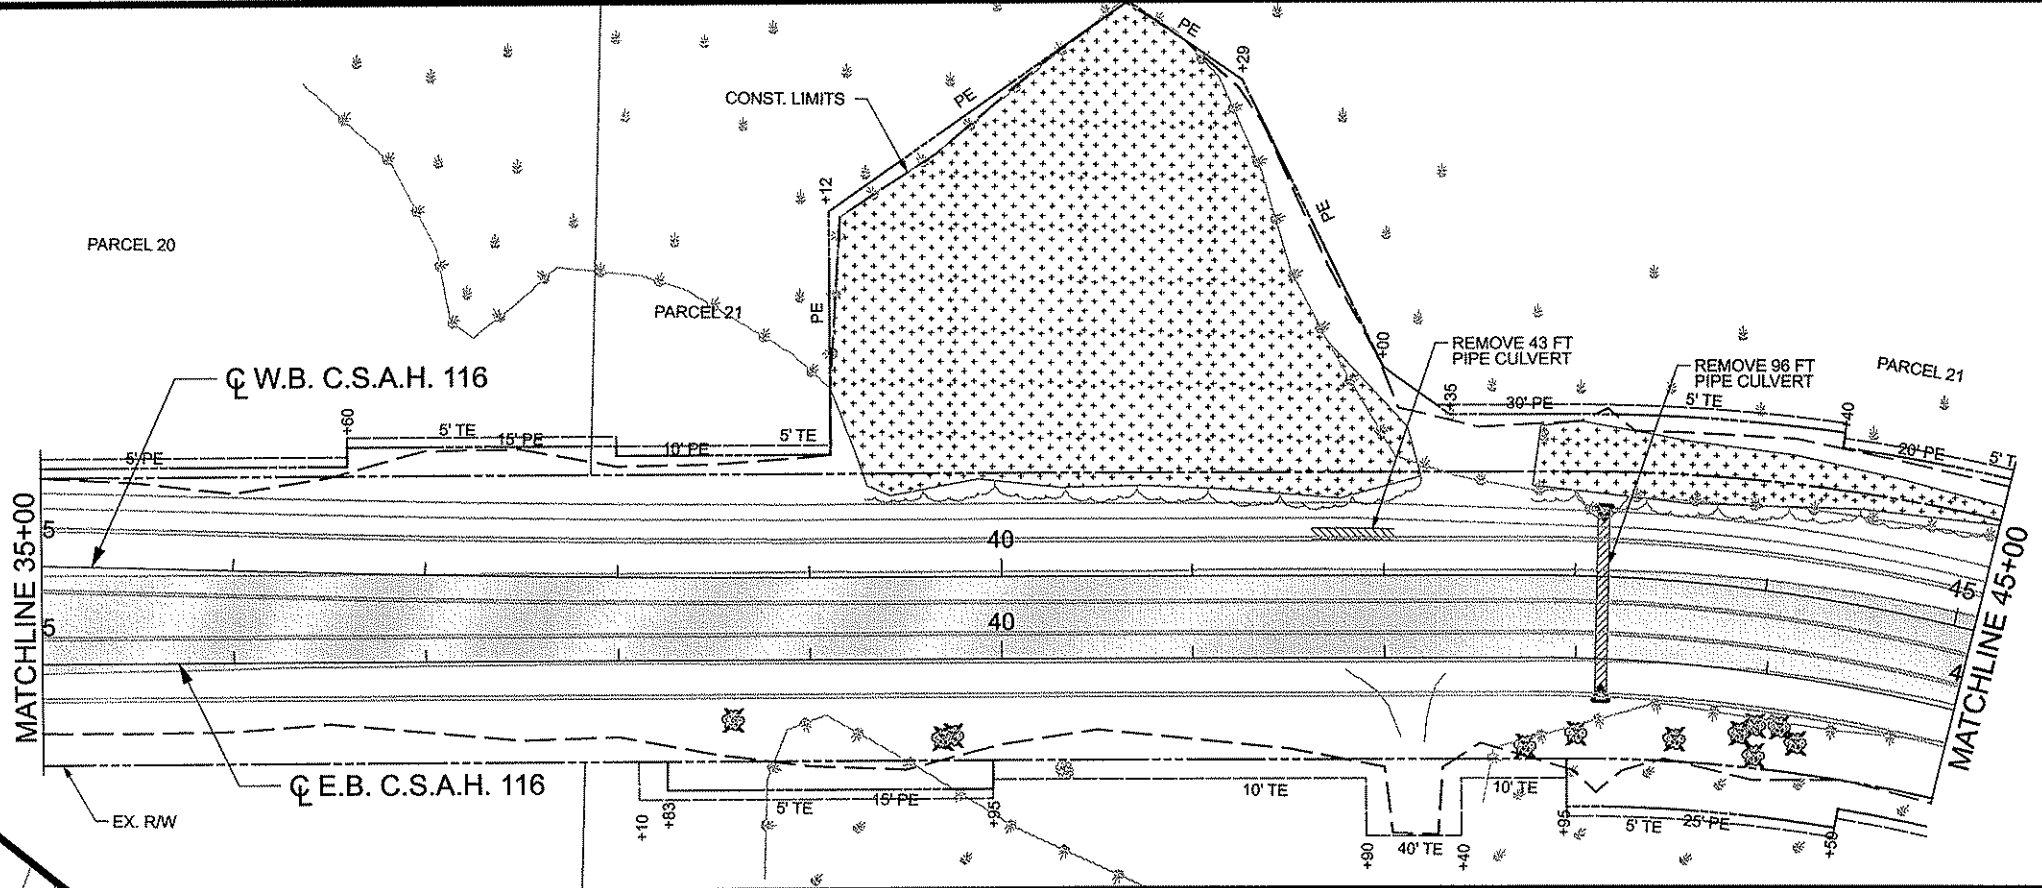 PE
+29
CONST. LIMITS
PE
+12
PE
PARCEL 20
PE
PARCEL 21
+00
REMOVE 43 FT
PIPE CULVERT
REMOVE 96 FT
PIPE CULVERT
PARCEL 21
℄ W.B. C.S.A.H. 116
+60
5' TE
15' PE
10' PE
5' TE
5' PE
+35
30' PE
5' TE
+40
20' PE
5' T
MATCHLINE 35+00
5
40
45
5
40
4
MATCHLINE 45+00
℄ E.B. C.S.A.H. 116
EX. R/W
+10
+83
5' TE
15' PE
+95
10' TE
+90
40' TE
+40
10' TE
+95
5' TE
25' PE
+59